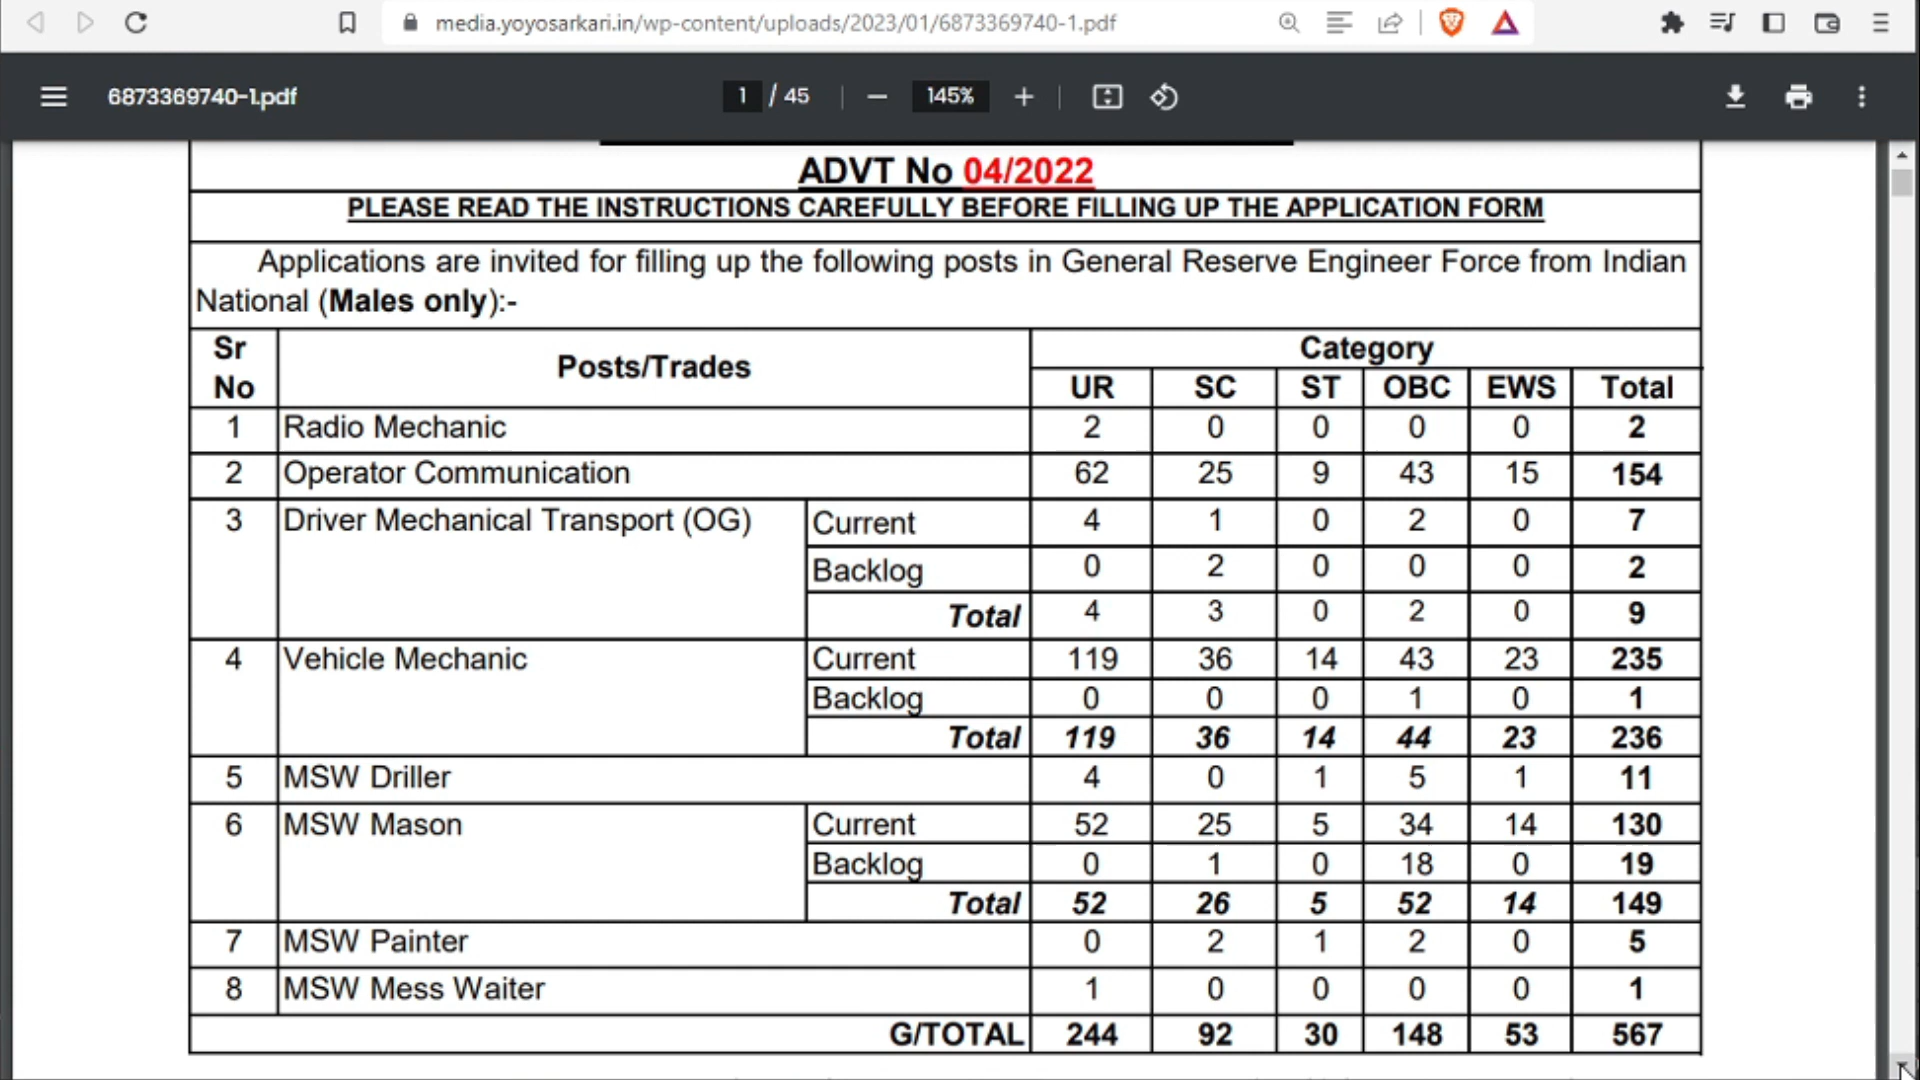 media.yoyosarkari.in/wp-content/uploads/2023/01/6873369740-1.pdf
6873369740-1.pdf 1 / 45 145%
ADVT No 04/2022
PLEASE READ THE INSTRUCTIONS CAREFULLY BEFORE FILLING UP THE APPLICATION FORM
Applications are invited for filling up the following posts in General Reserve Engineer Force from Indian
National (Males only):-
Sr No Posts/Trades Category
UR SC ST OBC EWS Total
1 Radio Mechanic 2 0 0 0 0 2
2 Operator Communication 62 25 9 43 15 154
3 Driver Mechanical Transport (OG) Current 4 1 0 2 0 7
Backlog 0 2 0 0 0 2
Total 4 3 0 2 0 9
4 Vehicle Mechanic Current 119 36 14 43 23 235
Backlog 0 0 0 1 0 1
Total 119 36 14 44 23 236
5 MSW Driller 4 0 1 5 1 11
6 MSW Mason Current 52 25 5 34 14 130
Backlog 0 1 0 18 0 19
Total 52 26 5 52 14 149
7 MSW Painter 0 2 1 2 0 5
8 MSW Mess Waiter 1 0 0 0 0 1
G/TOTAL 244 92 30 148 53 567